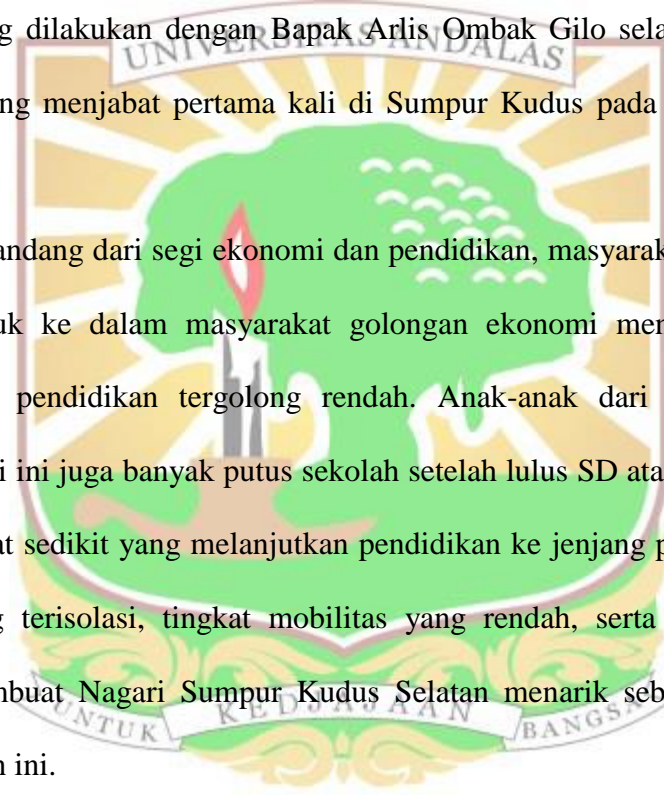 g dilakukan dengan Bapak Arlis Ombak Gilo sela
UNIVERSITAS ANDALAS
ng menjabat pertama kali di Sumpur Kudus pada
andang dari segi ekonomi dan pendidikan, masyarak
uk ke dalam masyarakat golongan ekonomi men
pendidikan tergolong rendah. Anak-anak dari
i ini juga banyak putus sekolah setelah lulus SD ata
at sedikit yang melanjutkan pendidikan ke jenjang p
g terisolasi, tingkat mobilitas yang rendah, serta
nbuat Nagari Sumpur Kudus Selatan menarik seb
UNTUK KEDJAJAAN BANGSA
n ini.